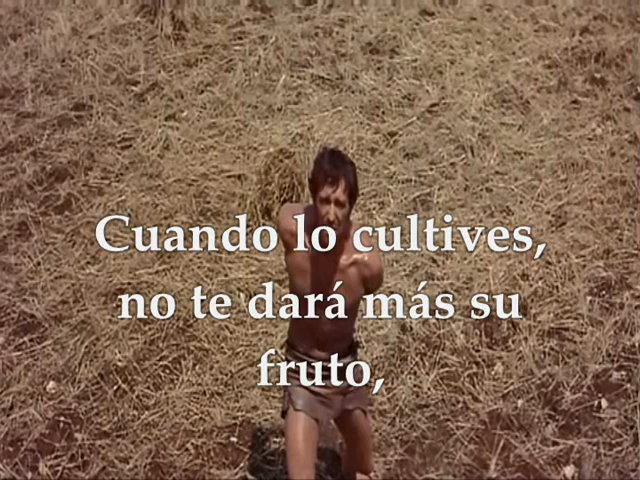 Cuando lo cultives,
no te dará más su
fruto,